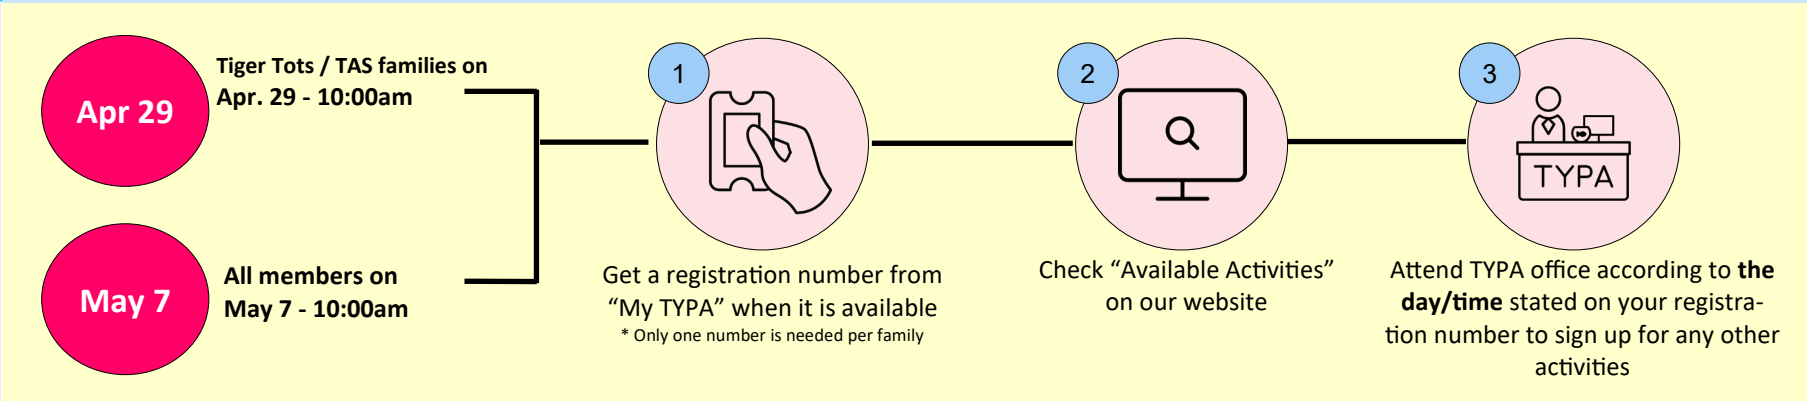 Apr 29
Tiger Tots / TAS families on
Apr. 29 - 10:00am
May 7
All members on
May 7 - 10:00am
1
Get a registration number from
“My TYPA” when it is available
* Only one number is needed per family
2
Check “Available Activities”
on our website
3
TYPA
Attend TYPA office according to the
day/time stated on your registra-
tion number to sign up for any other
activities